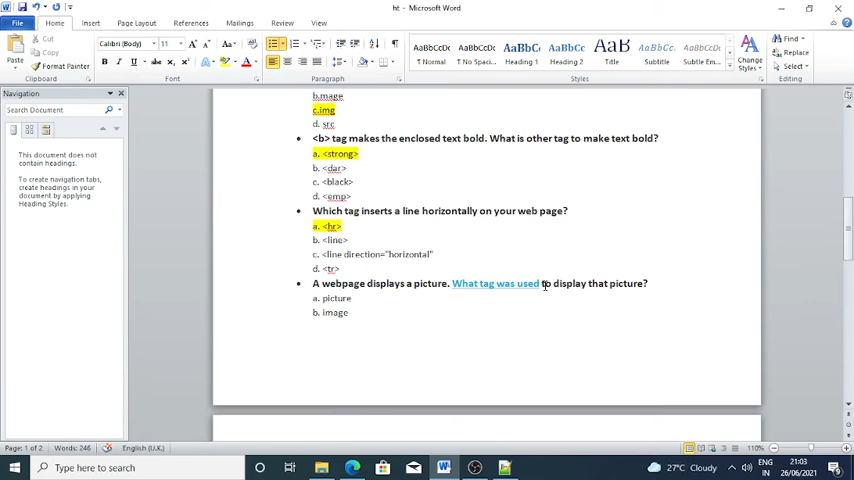 ht - Microsoft Word
File Home Insert Page Layout References Mailings Review View
Paste
Cut
Copy
Format Painter
Clipboard
Calibri (Body) 11
Font
Paragraph
AaBbCcDc AaBbCcDc AaBbCc AaBbCc AaB AaBbCc. AaBbCcDc
¶ Normal ¶ No Spaci... Heading 1 Heading 2 Title Subtitle Subtle Em...
Change Styles
Styles
Find
Replace
Select
Editing
Navigation
Search Document
This document does not
contain headings.
To create navigation tabs,
create headings in your
document by applying
Heading Styles.
b.mage
c.img
d. src
• <b> tag makes the enclosed text bold. What is other tag to make text bold?
a. <strong>
b. <dar>
c. <black>
d. <emp>
• Which tag inserts a line horizontally on your web page?
a. <hr>
b. <line>
c. <line direction="horizontal"
d. <tr>
• A webpage displays a picture. What tag was used to display that picture?
a. picture
b. image
Page: 1 of 2 Words: 246 English (U.K.) 110%
Type here to search
27°C Cloudy
ENG
IN
21:03
26/06/2021